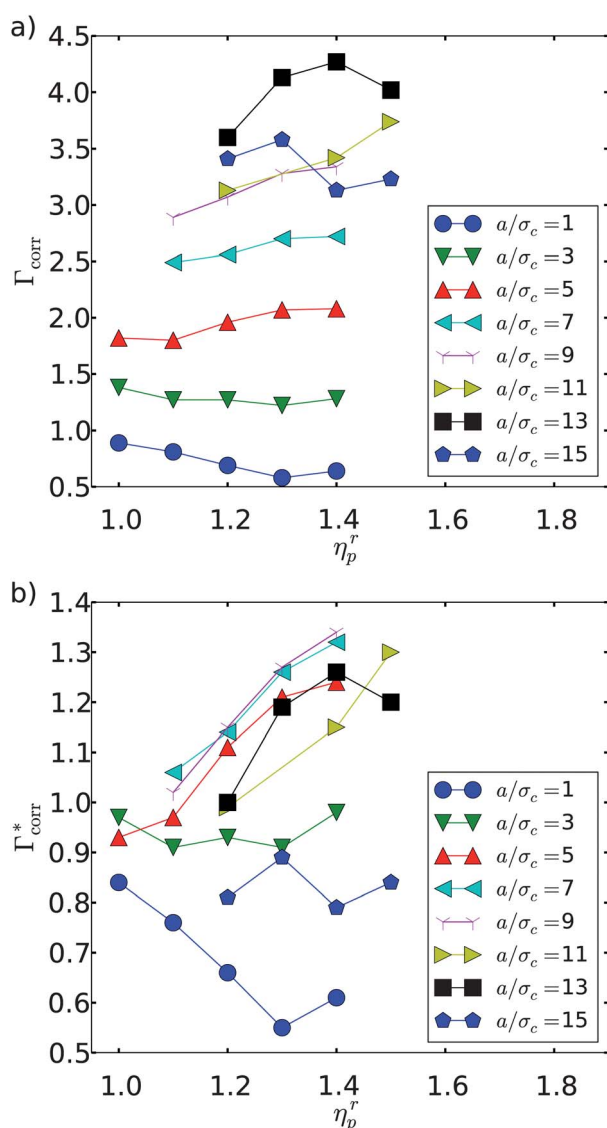 a)
4.5
4.0
3.5
3.0
2.5
2.0
1.5
1.0
0.5
Γcorr
a/σc = 1
a/σc = 3
a/σc = 5
a/σc = 7
a/σc = 9
a/σc = 11
a/σc = 13
a/σc = 15
1.0 1.2 1.4 1.6 1.8
ηpʳ
b)
1.4
1.3
1.2
1.1
1.0
0.9
0.8
0.7
0.6
0.5
Γ*corr
a/σc = 1
a/σc = 3
a/σc = 5
a/σc = 7
a/σc = 9
a/σc = 11
a/σc = 13
a/σc = 15
1.0 1.2 1.4 1.6 1.8
ηpʳ